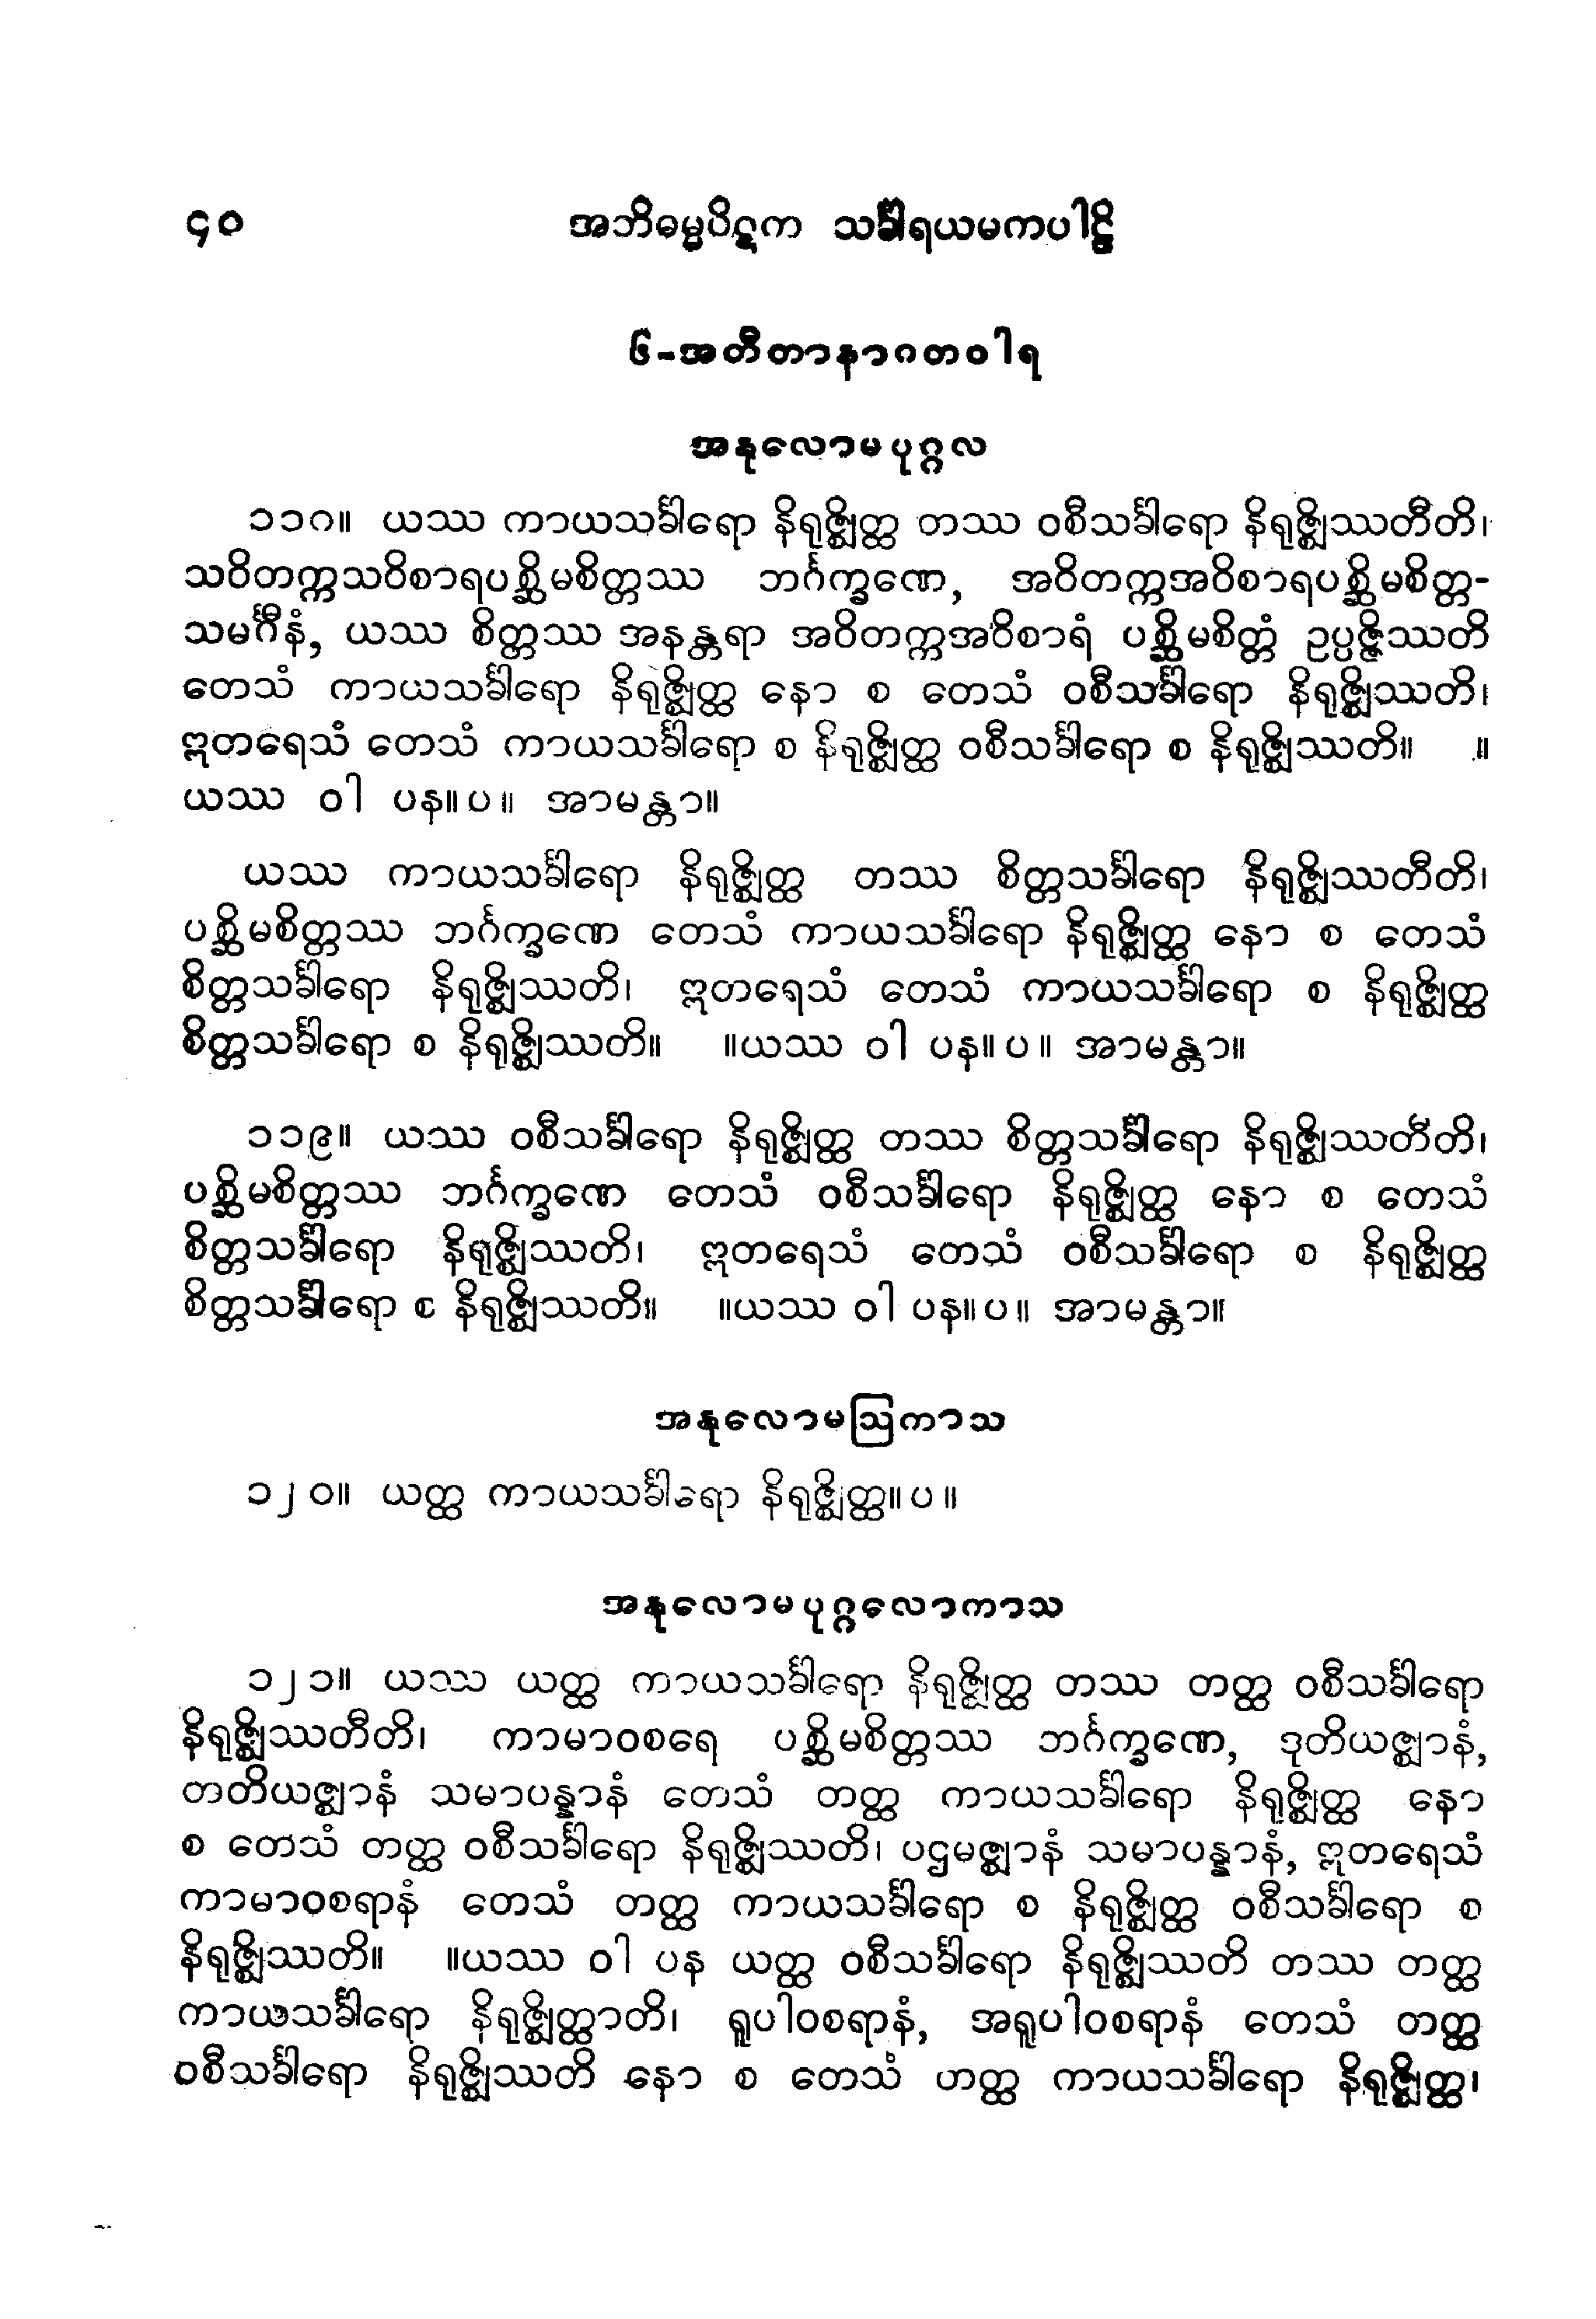 ၄၀ အဘိဓမ္မပိဋက သင်္ခါရယမကပါဠိ
၆-အတီတာနာဂတဝါရ
အနုလောမပုဂ္ဂလ
၁၁၈။ ယဿ ကာယသင်္ခါရော နိရုဇ္ဈိတ္ထ တဿ ဝစီသင်္ခါရော နိရုဇ္ဈိဿတီတိ၊
သဝိတက္ကသဝိစာရပစ္ဆိမစိတ္တဿ ဘင်္ဂက္ခဏေ, အဝိတက္ကအဝိစာရပစ္ဆိမစိတ္တ-
သမင်္ဂီနံ, ယဿ စိတ္တဿ အနန္တရာ အဝိတက္ကအဝိစာရံ ပစ္ဆိမစိတ္တံ ဥပ္ပဇ္ဇိဿတိ
တေသံ ကာယသင်္ခါရော နိရုဇ္ဈိတ္ထ နော စ တေသံ ဝစီသင်္ခါရော နိရုဇ္ဈိဿတိ၊
ဣတရေသံ တေသံ ကာယသင်္ခါရော စ နိရုဇ္ဈိတ္ထ ဝစီသင်္ခါရော စ နိရုဇ္ဈိဿတိ။ ။
ယဿ ဝါ ပန။ပ။ အာမန္တာ။
ယဿ ကာယသင်္ခါရော နိရုဇ္ဈိတ္ထ တဿ စိတ္တသင်္ခါရော နိရုဇ္ဈိဿတီတိ၊
ပစ္ဆိမစိတ္တဿ ဘင်္ဂက္ခဏေ တေသံ ကာယသင်္ခါရော နိရုဇ္ဈိတ္ထ နော စ တေသံ
စိတ္တသင်္ခါရော နိရုဇ္ဈိဿတိ၊ ဣတရေသံ တေသံ ကာယသင်္ခါရော စ နိရုဇ္ဈိတ္ထ
စိတ္တသင်္ခါရော စ နိရုဇ္ဈိဿတိ။ ။ယဿ ဝါ ပန။ပ။ အာမန္တာ။
၁၁၉။ ယဿ ဝစီသင်္ခါရော နိရုဇ္ဈိတ္ထ တဿ စိတ္တသင်္ခါရော နိရုဇ္ဈိဿတီတိ၊
ပစ္ဆိမစိတ္တဿ ဘင်္ဂက္ခဏေ တေသံ ဝစီသင်္ခါရော နိရုဇ္ဈိတ္ထ နော စ တေသံ
စိတ္တသင်္ခါရော နိရုဇ္ဈိဿတိ၊ ဣတရေသံ တေသံ ဝစီသင်္ခါရော စ နိရုဇ္ဈိတ္ထ
စိတ္တသင်္ခါရော စ နိရုဇ္ဈိဿတိ။ ။ယဿ ဝါ ပန။ပ။ အာမန္တာ။
အနုလောမဩကာသ
၁၂၀။ ယတ္ထ ကာယသင်္ခါရော နိရုဇ္ဈိတ္ထ။ပ။
အနုလောမပုဂ္ဂလောကာသ
၁၂၁။ ယဿ ယတ္ထ ကာယသင်္ခါရော နိရုဇ္ဈိတ္ထ တဿ တတ္ထ ဝစီသင်္ခါရော
နိရုဇ္ဈိဿတီတိ၊ ကာမာဝစရေ ပစ္ဆိမစိတ္တဿ ဘင်္ဂက္ခဏေ, ဒုတိယဇ္ဈာနံ,
တတိယဇ္ဈာနံ သမာပန္နာနံ တေသံ တတ္ထ ကာယသင်္ခါရော နိရုဇ္ဈိတ္ထ နော
စ တေသံ တတ္ထ ဝစီသင်္ခါရော နိရုဇ္ဈိဿတိ၊ ပဌမဇ္ဈာနံ သမာပန္နာနံ, ဣတရေသံ
ကာမာဝစရာနံ တေသံ တတ္ထ ကာယသင်္ခါရော စ နိရုဇ္ဈိတ္ထ ဝစီသင်္ခါရော စ
နိရုဇ္ဈိဿတိ။ ။ယဿ ဝါ ပန ယတ္ထ ဝစီသင်္ခါရော နိရုဇ္ဈိဿတိ တဿ တတ္ထ
ကာယသင်္ခါရော နိရုဇ္ဈိတ္ထာတိ၊ ရူပါဝစရာနံ, အရူပါဝစရာနံ တေသံ တတ္ထ
ဝစီသင်္ခါရော နိရုဇ္ဈိဿတိ နော စ တေသံ တတ္ထ ကာယသင်္ခါရော နိရုဇ္ဈိတ္ထ၊